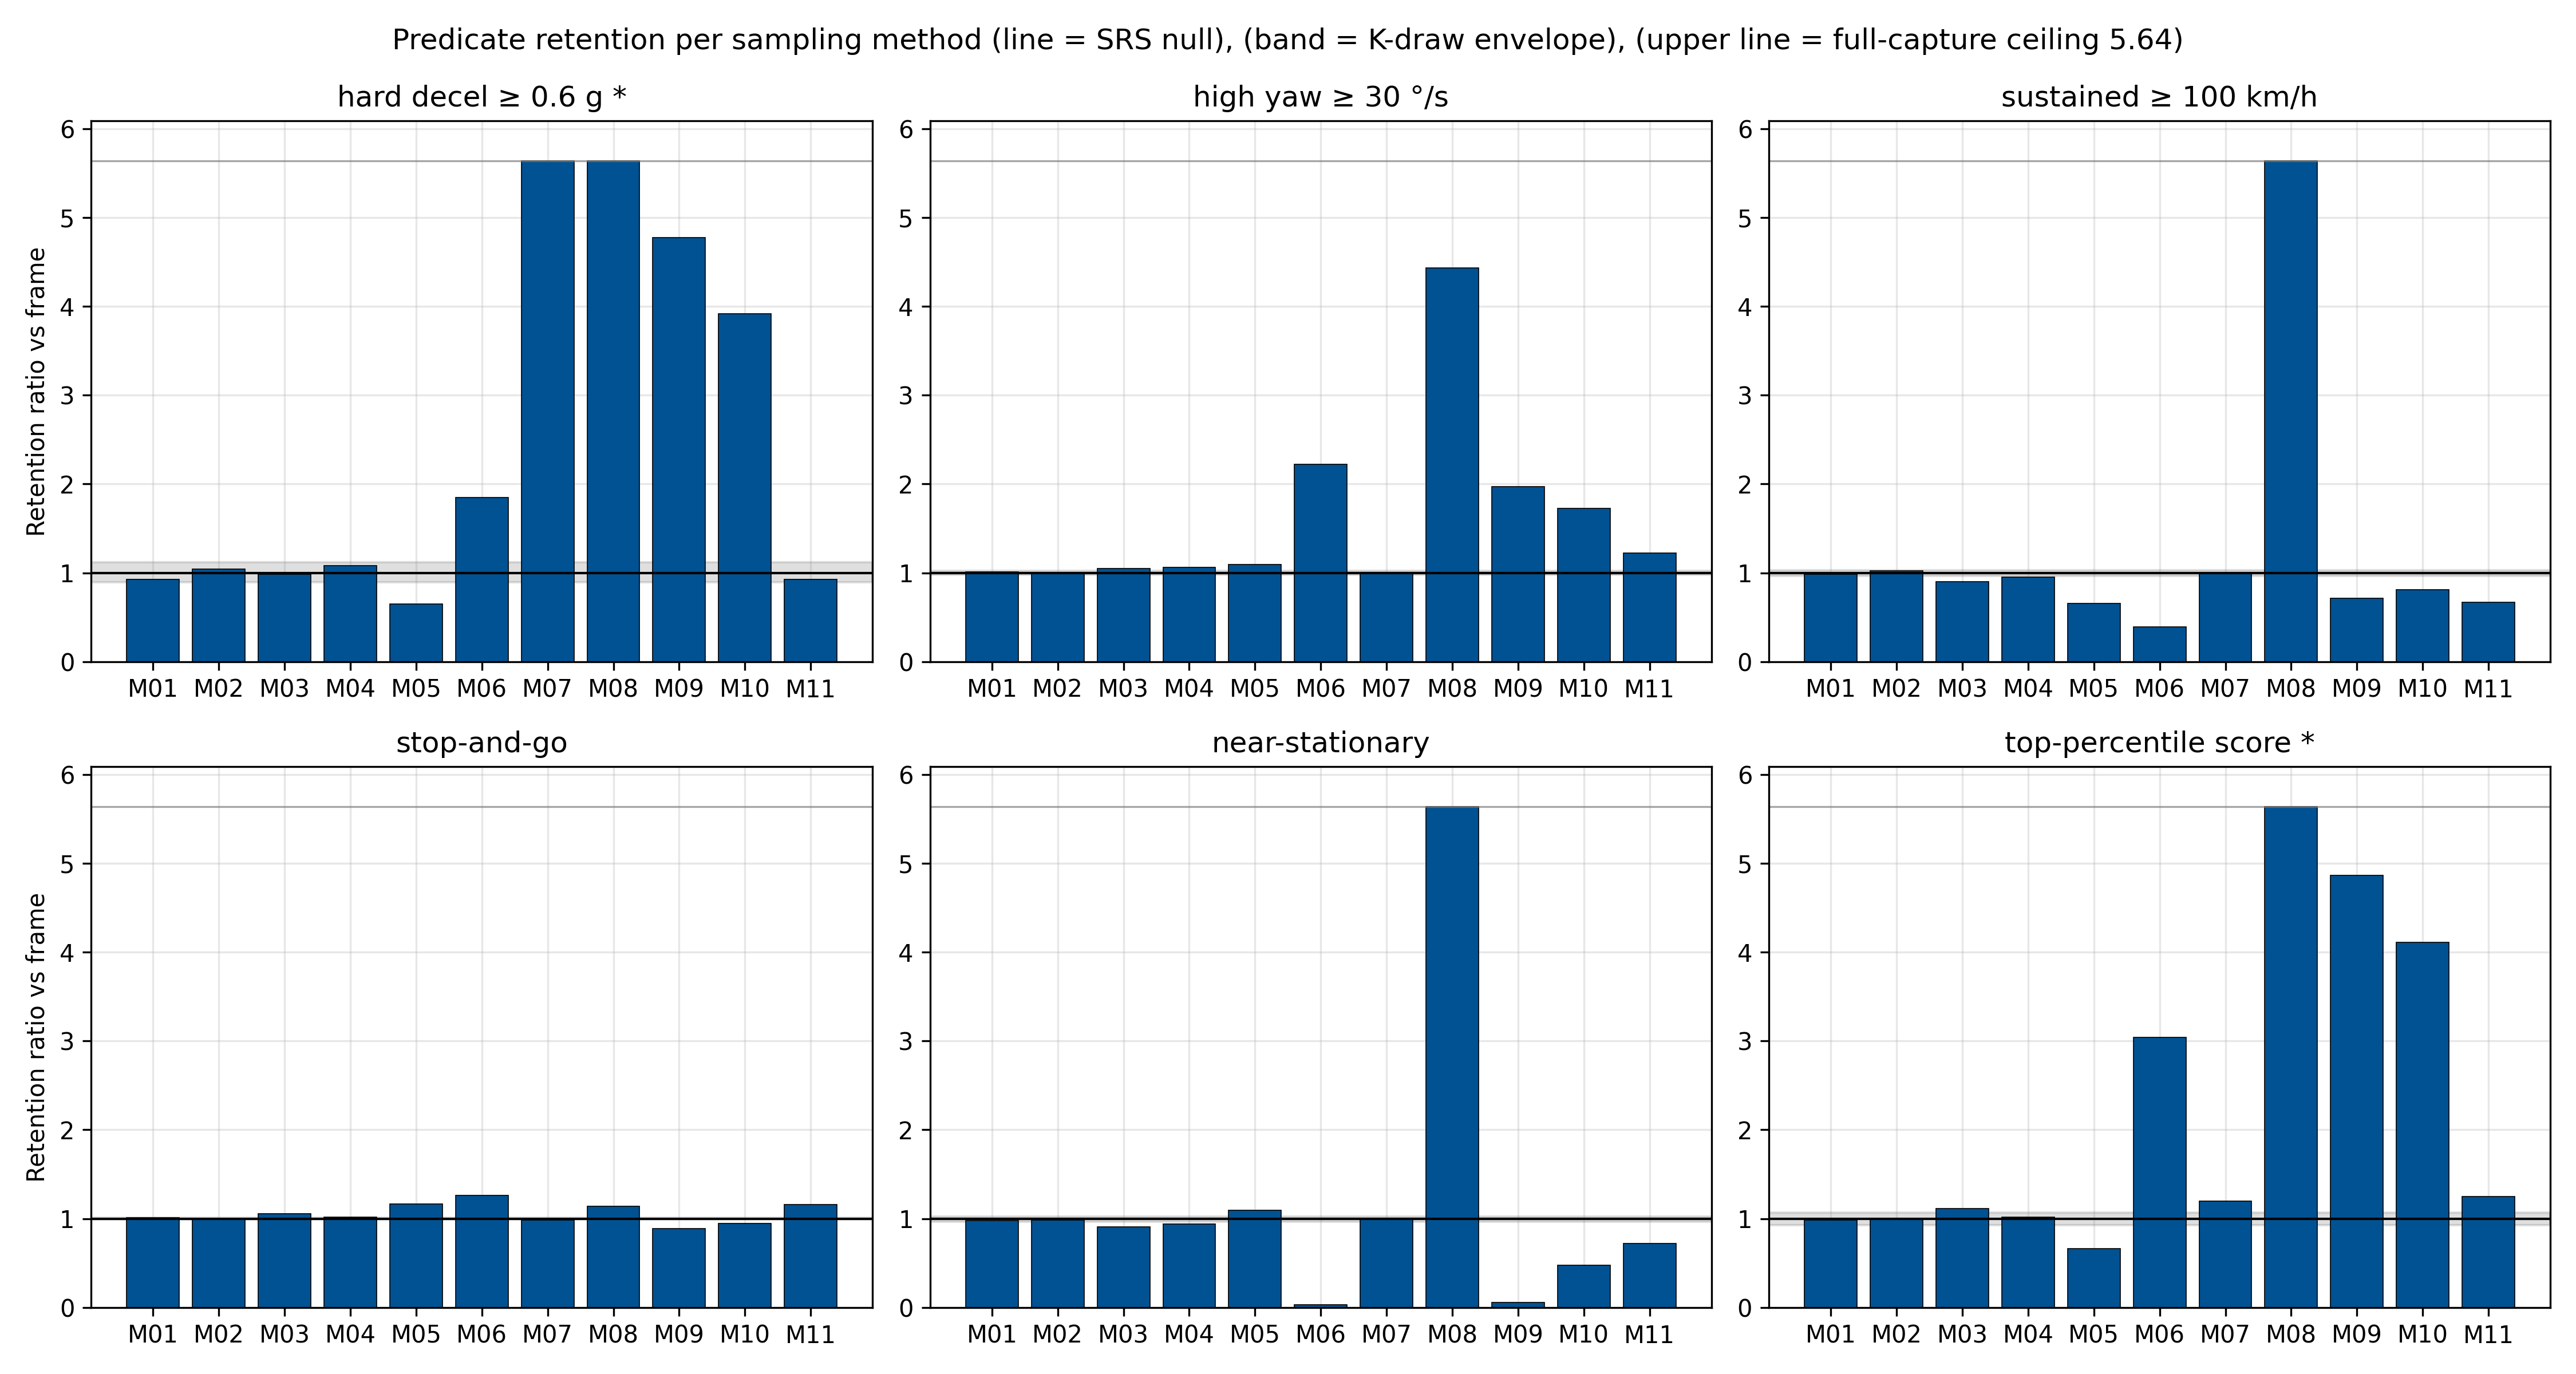 Predicate retention per sampling method (line = SRS null), (band = K-draw envelope), (upper line = full-capture ceiling 5.64)
hard decel ≥ 0.6 g *
high yaw ≥ 30 °/s
sustained ≥ 100 km/h
Retention ratio vs frame
6
5
4
3
2
1
0
M01 M02 M03 M04 M05 M06 M07 M08 M09 M10 M11
6
5
4
3
2
1
0
M01 M02 M03 M04 M05 M06 M07 M08 M09 M10 M11
6
5
4
3
2
1
0
M01 M02 M03 M04 M05 M06 M07 M08 M09 M10 M11
stop-and-go
near-stationary
top-percentile score *
Retention ratio vs frame
6
5
4
3
2
1
0
M01 M02 M03 M04 M05 M06 M07 M08 M09 M10 M11
6
5
4
3
2
1
0
M01 M02 M03 M04 M05 M06 M07 M08 M09 M10 M11
6
5
4
3
2
1
0
M01 M02 M03 M04 M05 M06 M07 M08 M09 M10 M11